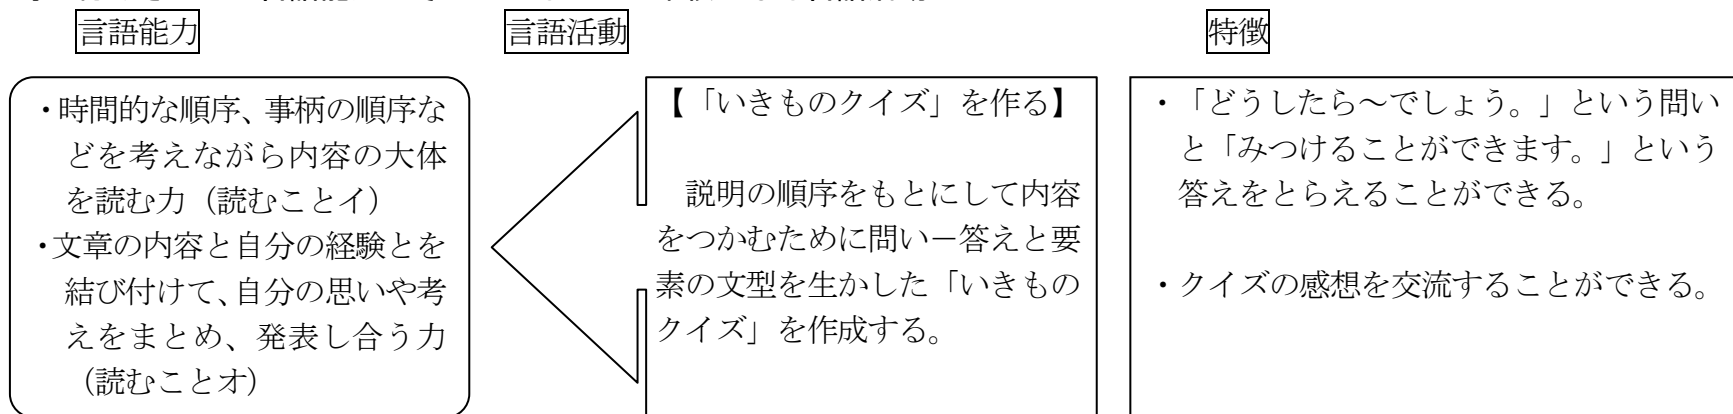 言語能力
言語活動
特徴
・時間的な順序、事柄の順序な
どを考えながら内容の大体
を読む力（読むことイ）
・文章の内容と自分の経験とを
結び付けて、自分の思いや考
えをまとめ、発表し合う力
（読むことオ）
【「いきものクイズ」を作る】
説明の順序をもとにして内容
をつかむために問い－答えと要
素の文型を生かした「いきもの
クイズ」を作成する。
・「どうしたら～でしょう。」という問い
と「みつけることができます。」という
答えをとらえることができる。
・クイズの感想を交流することができる。